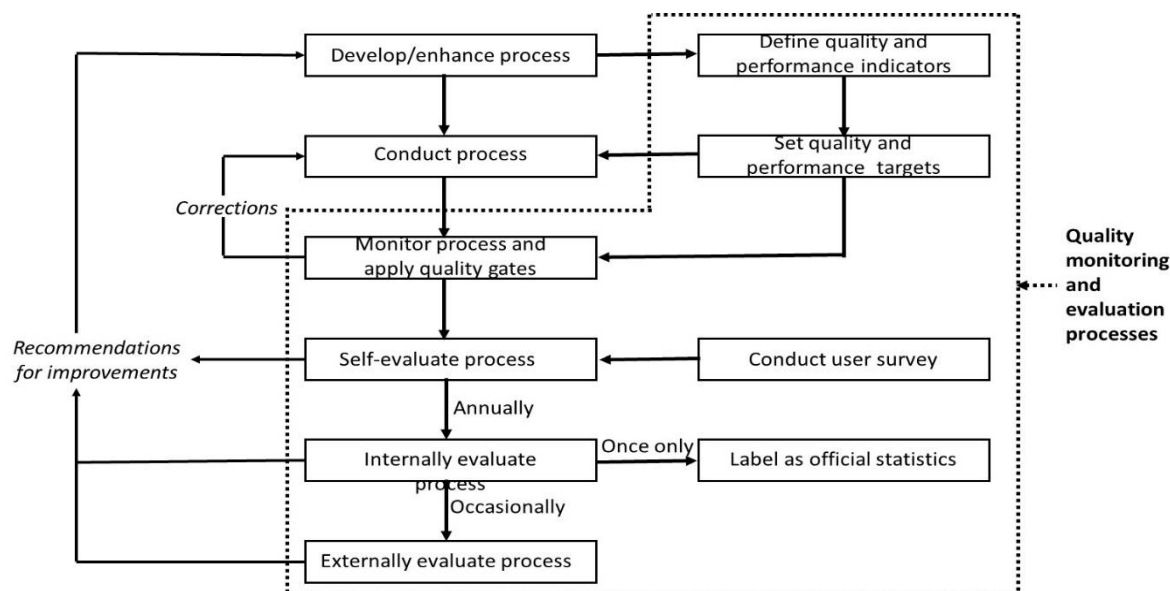 Develop/enhance process
Define quality and
performance indicators
Conduct process
Set quality and
performance targets
Corrections
Monitor process and
apply quality gates
Quality
monitoring
and
evaluation
processes
Recommendations
for improvements
Self-evaluate process
Conduct user survey
Annually
Internally evaluate
process
Once only
Label as official statistics
Occasionally
Externally evaluate process